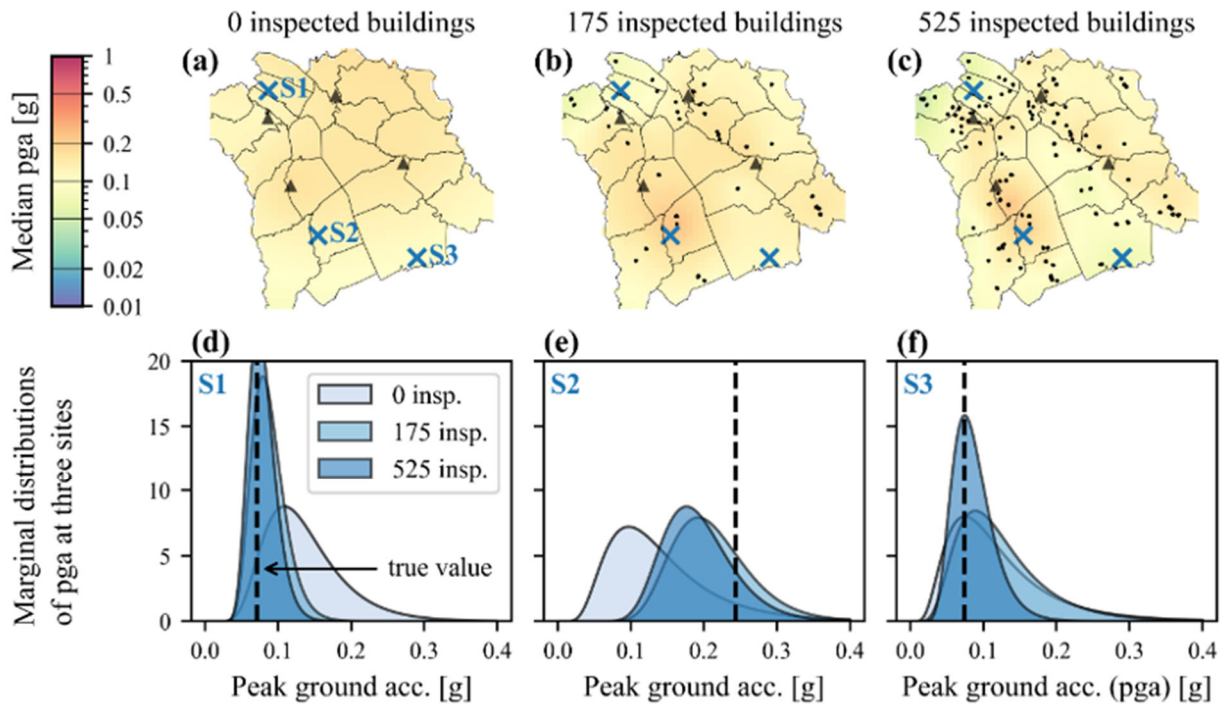 0 inspected buildings
175 inspected buildings
525 inspected buildings
(a)
(b)
(c)
Median pga [g]
1
0.5
0.2
0.1
0.05
0.02
0.01
S1
S2
S3
Marginal distributions
of pga at three sites
(d)
(e)
(f)
20
15
10
5
0
S1
0 insp.
175 insp.
525 insp.
true value
S2
S3
0.0 0.1 0.2 0.3 0.4
0.0 0.1 0.2 0.3 0.4
0.0 0.1 0.2 0.3 0.4
Peak ground acc. [g]
Peak ground acc. [g]
Peak ground acc. (pga) [g]